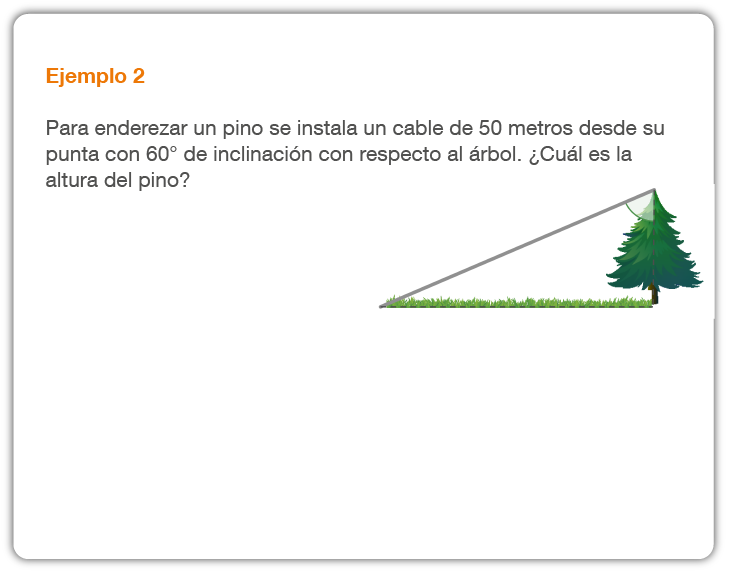 Ejemplo 2
Para enderezar un pino se instala un cable de 50 metros desde su
punta con 60° de inclinación con respecto al árbol. ¿Cuál es la
altura del pino?